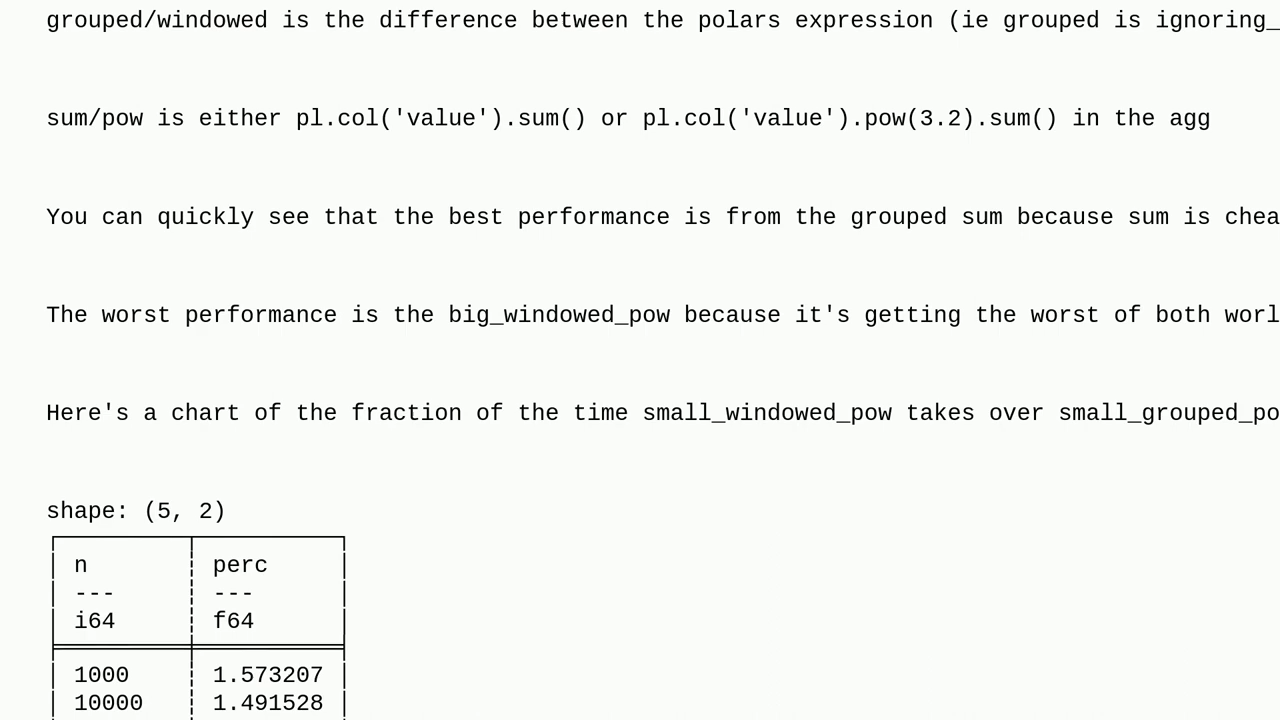 grouped/windowed is the difference between the polars expression (ie grouped is ignoring_
sum/pow is either pl.col('value').sum() or pl.col('value').pow(3.2).sum() in the agg
You can quickly see that the best performance is from the grouped sum because sum is chea
The worst performance is the big_windowed_pow because it's getting the worst of both worl
Here's a chart of the fraction of the time small_windowed_pow takes over small_grouped_po
shape: (5, 2)
n perc
--- ---
i64 f64
1000 1.573207
10000 1.491528